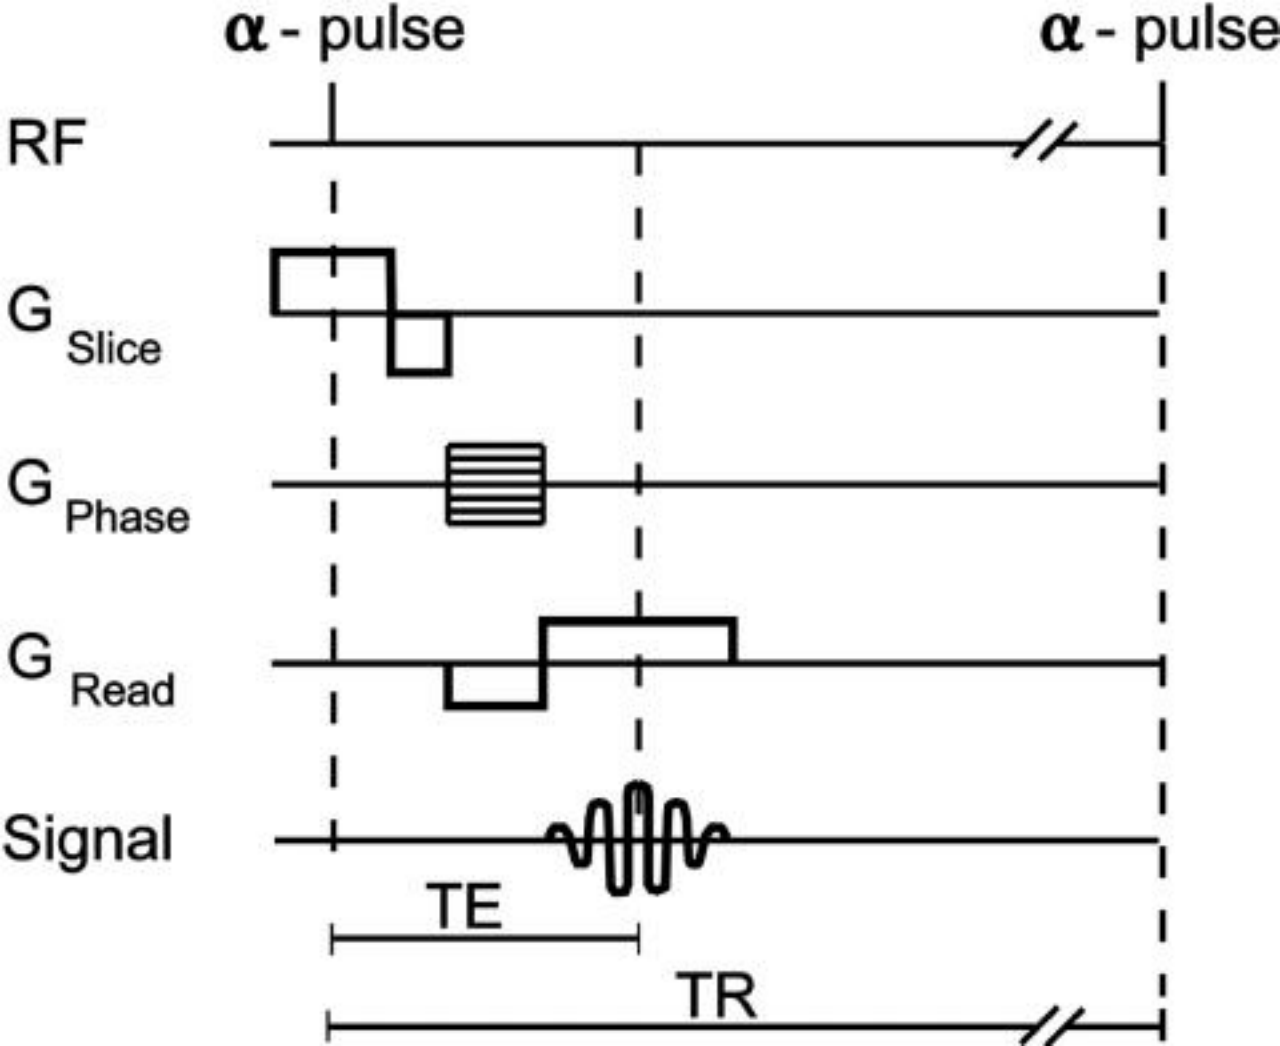 α - pulse
α - pulse
RF
G Slice
G Phase
G Read
Signal
TE
TR